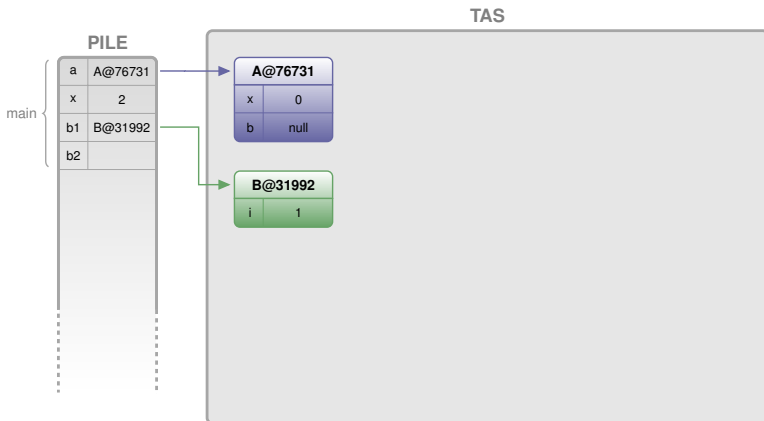 TAS
PILE
main
a A@76731
x 2
b1 B@31992
b2
A@76731
x 0
b null
B@31992
i 1